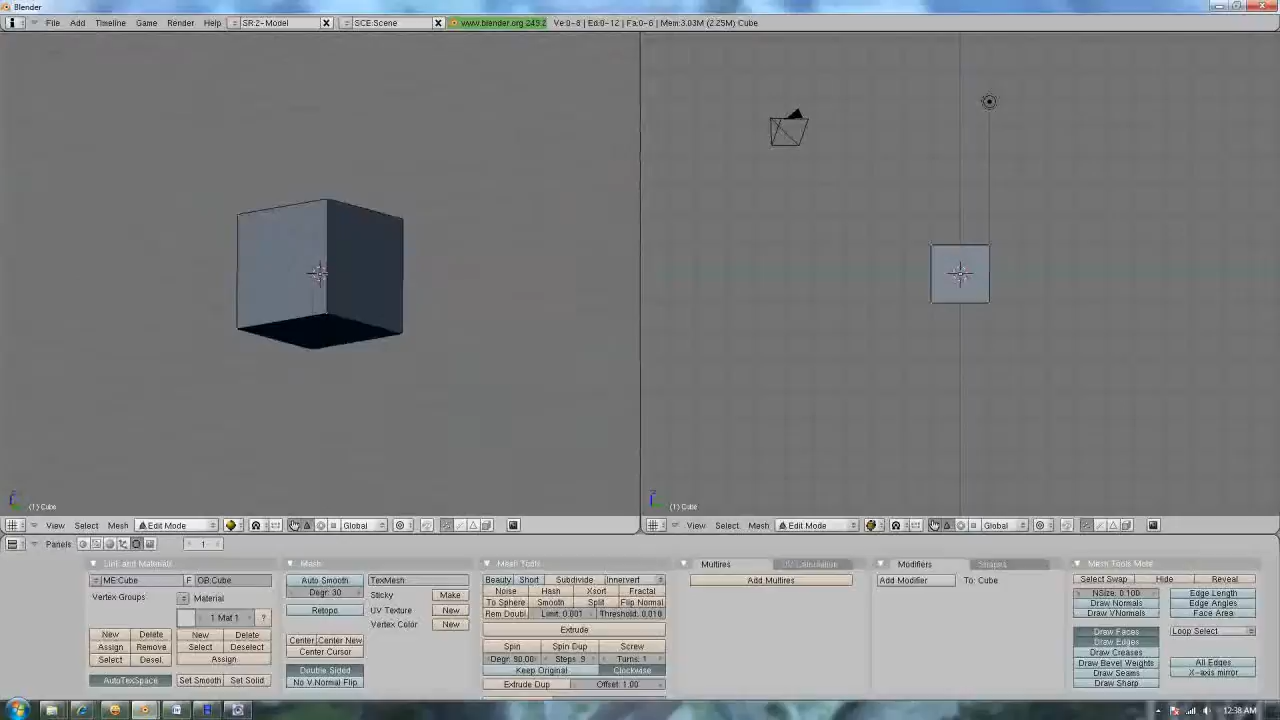 Blender
File Add Timeline Game Render Help SR:2-Model SCE:Scene www.blender.org 249.2 Ve:0-8 | Ed:0-12 | Fa:0-6 | Mem:3.03M (2.25M) Cube
(1) Cube
(1) Cube
View Select Mesh Edit Mode Global
View Select Mesh Edit Mode Global
Panels 1
Link and Materials
ME:Cube F OB:Cube
Vertex Groups Material
1 Mat 1 ?
New Delete New Delete
Assign Remove Select Deselect
Select Desel. Assign
AutoTexSpace Set Smooth Set Solid
Mesh
Auto Smooth TexMesh
Degr: 30 Sticky Make
Retopo UV Texture New
Vertex Color New
Center Center New
Center Cursor
Double Sided
No V.Normal Flip
Mesh Tools
Beauty Short Subdivide Innervert
Noise Hash Xsort Fractal
To Sphere Smooth Split Flip Normal
Rem Doubl Limit: 0.001 Threshold: 0.010
Extrude
Spin Spin Dup Screw
Degr: 90.00 Steps: 9 Turns: 1
Keep Original Clockwise
Extrude Dup Offset: 1.00
Multires UV Calculation
Add Multires
Modifiers Shapes
Add Modifier To: Cube
Mesh Tools More
Select Swap Hide Reveal
NSize: 0.100 Edge Length
Draw Normals Edge Angles
Draw VNormals Face Area
Draw Faces Loop Select
Draw Edges
Draw Creases
Draw Bevel Weights All Edges
Draw Seams X-axis mirror
Draw Sharp
12:38 AM